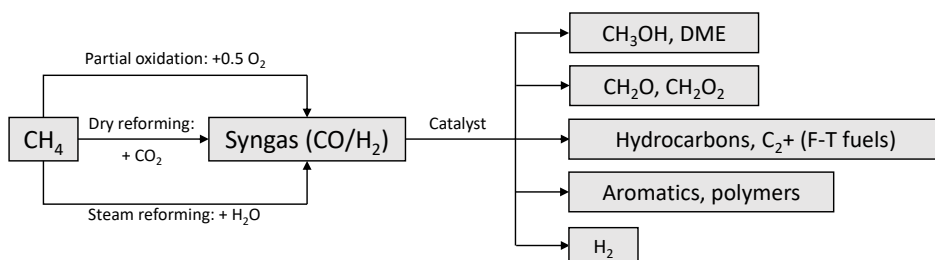 Partial oxidation: +0.5 O₂
CH₄
Dry reforming:
+ CO₂
Steam reforming: + H₂O
Syngas (CO/H₂)
Catalyst
CH₃OH, DME
CH₂O, CH₂O₂
Hydrocarbons, C₂+ (F-T fuels)
Aromatics, polymers
H₂